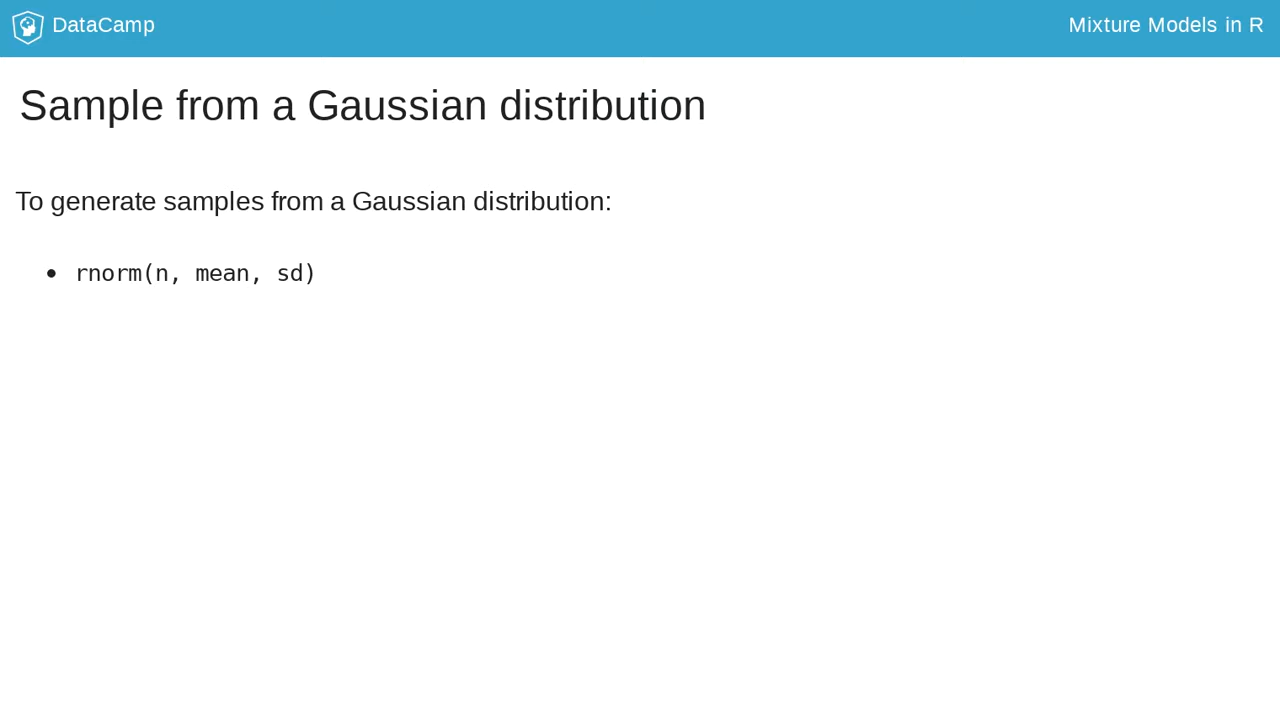 DataCamp
Mixture Models in R
Sample from a Gaussian distribution
To generate samples from a Gaussian distribution:
• rnorm(n, mean, sd)